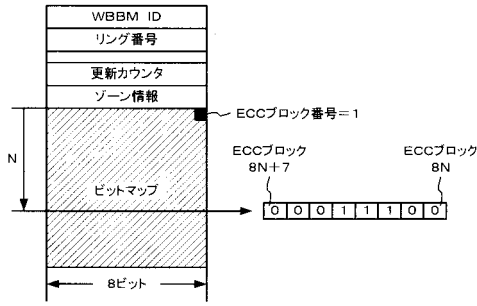 WBBM ID
リング番号
更新カウンタ
ゾーン情報
ECCブロック番号=1
N
ビットマップ
ECCブロック
8N+7
ECCブロック
8N
0 0 0 1 1 1 0 0
8ビット